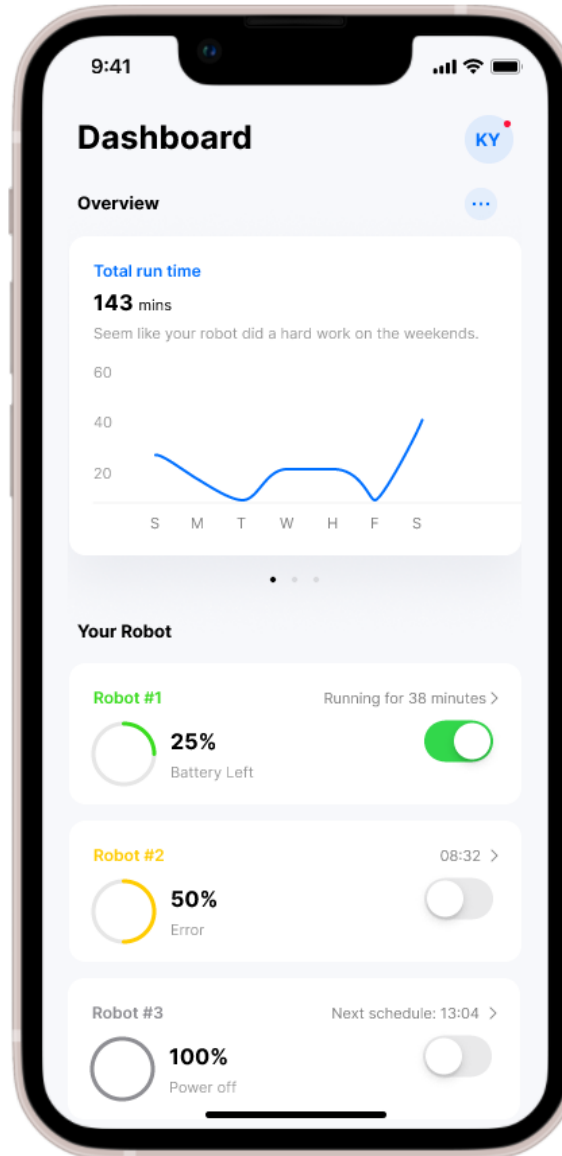 9:41
Dashboard
KY
Overview
...
Total run time
143 mins
Seem like your robot did a hard work on the weekends.
60
40
20
S M T W H F S
Your Robot
Robot #1 Running for 38 minutes >
25%
Battery Left
Robot #2 08:32 >
50%
Error
Robot #3 Next schedule: 13:04 >
100%
Power off